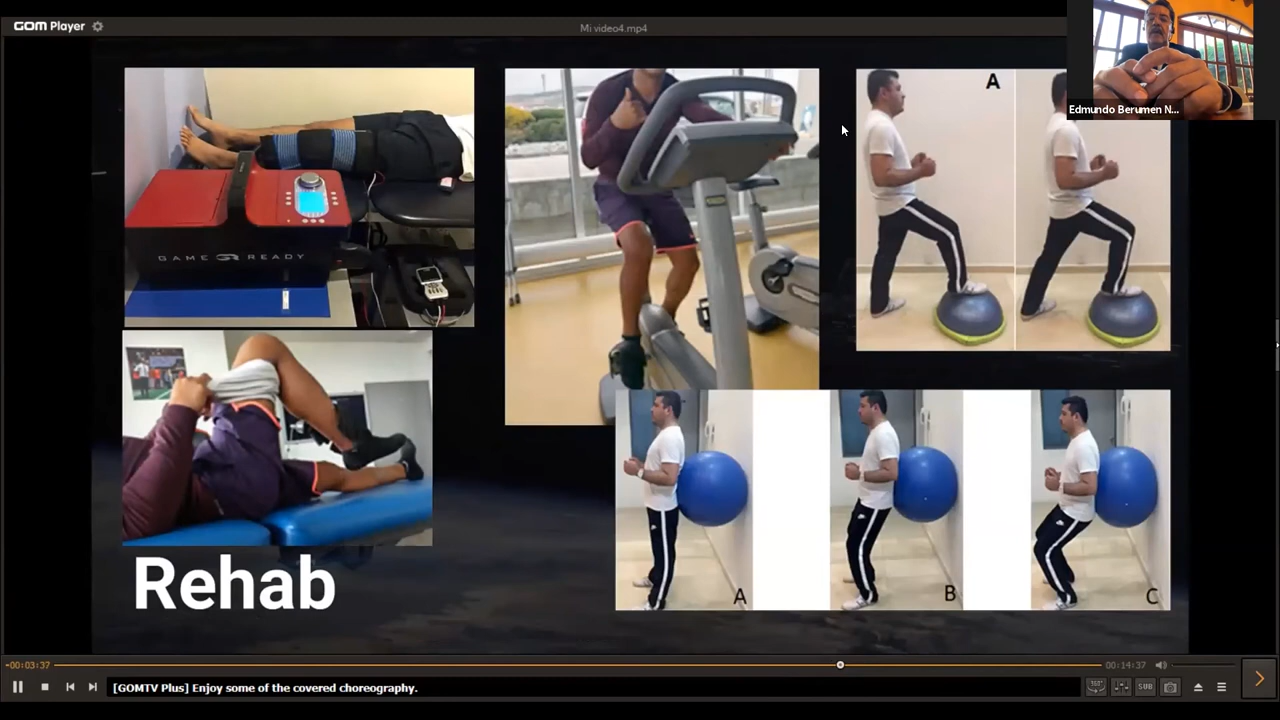 GOM Player
Mi video4.mp4
Edmundo Berumen N...
A
GAME READY
Rehab
A
B
C
-00:03:37
00:14:37
[GOMTV Plus] Enjoy some of the covered choreography.
360°
SUB